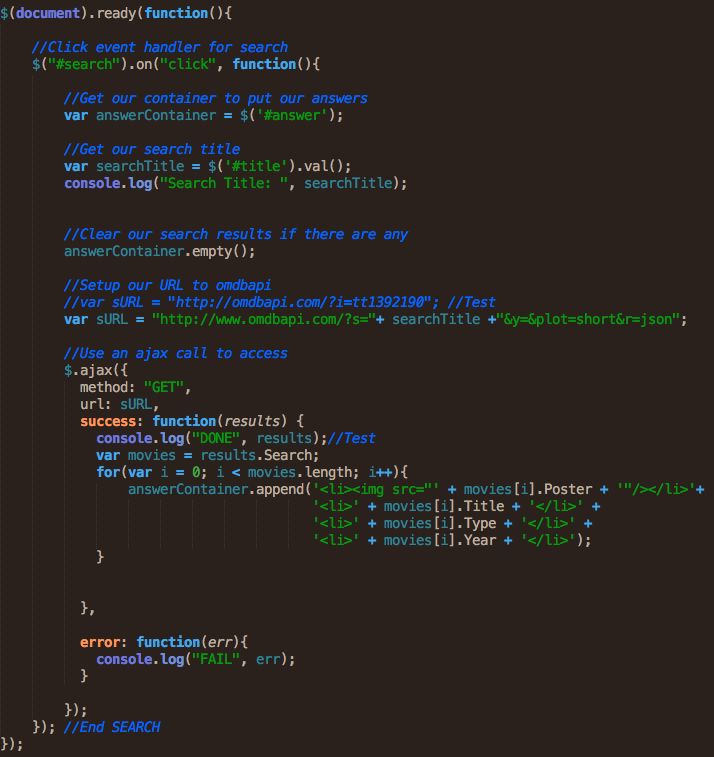 $(document).ready(function(){
//Click event handler for search
$("#search").on("click", function(){
//Get our container to put our answers
var answerContainer = $('#answer');
//Get our search title
var searchTitle = $('#title').val();
console.log("Search Title: ", searchTitle);
//Clear our search results if there are any
answerContainer.empty();
//Setup our URL to omdbapi
//var sURL = "http://omdbapi.com/?i=tt1392190"; //Test
var sURL = "http://www.omdbapi.com/?s="+ searchTitle +"&y=&plot=short&r=json";
//Use an ajax call to access
$.ajax({
method: "GET",
url: sURL,
success: function(results) {
console.log("DONE", results);//Test
var movies = results.Search;
for(var i = 0; i < movies.length; i++){
answerContainer.append('<li><img src="' + movies[i].Poster + '"/></li>'+
'<li>' + movies[i].Title + '</li>' +
'<li>' + movies[i].Type + '</li>' +
'<li>' + movies[i].Year + '</li>');
}
},
error: function(err){
console.log("FAIL", err);
}
});
}); //End SEARCH
});